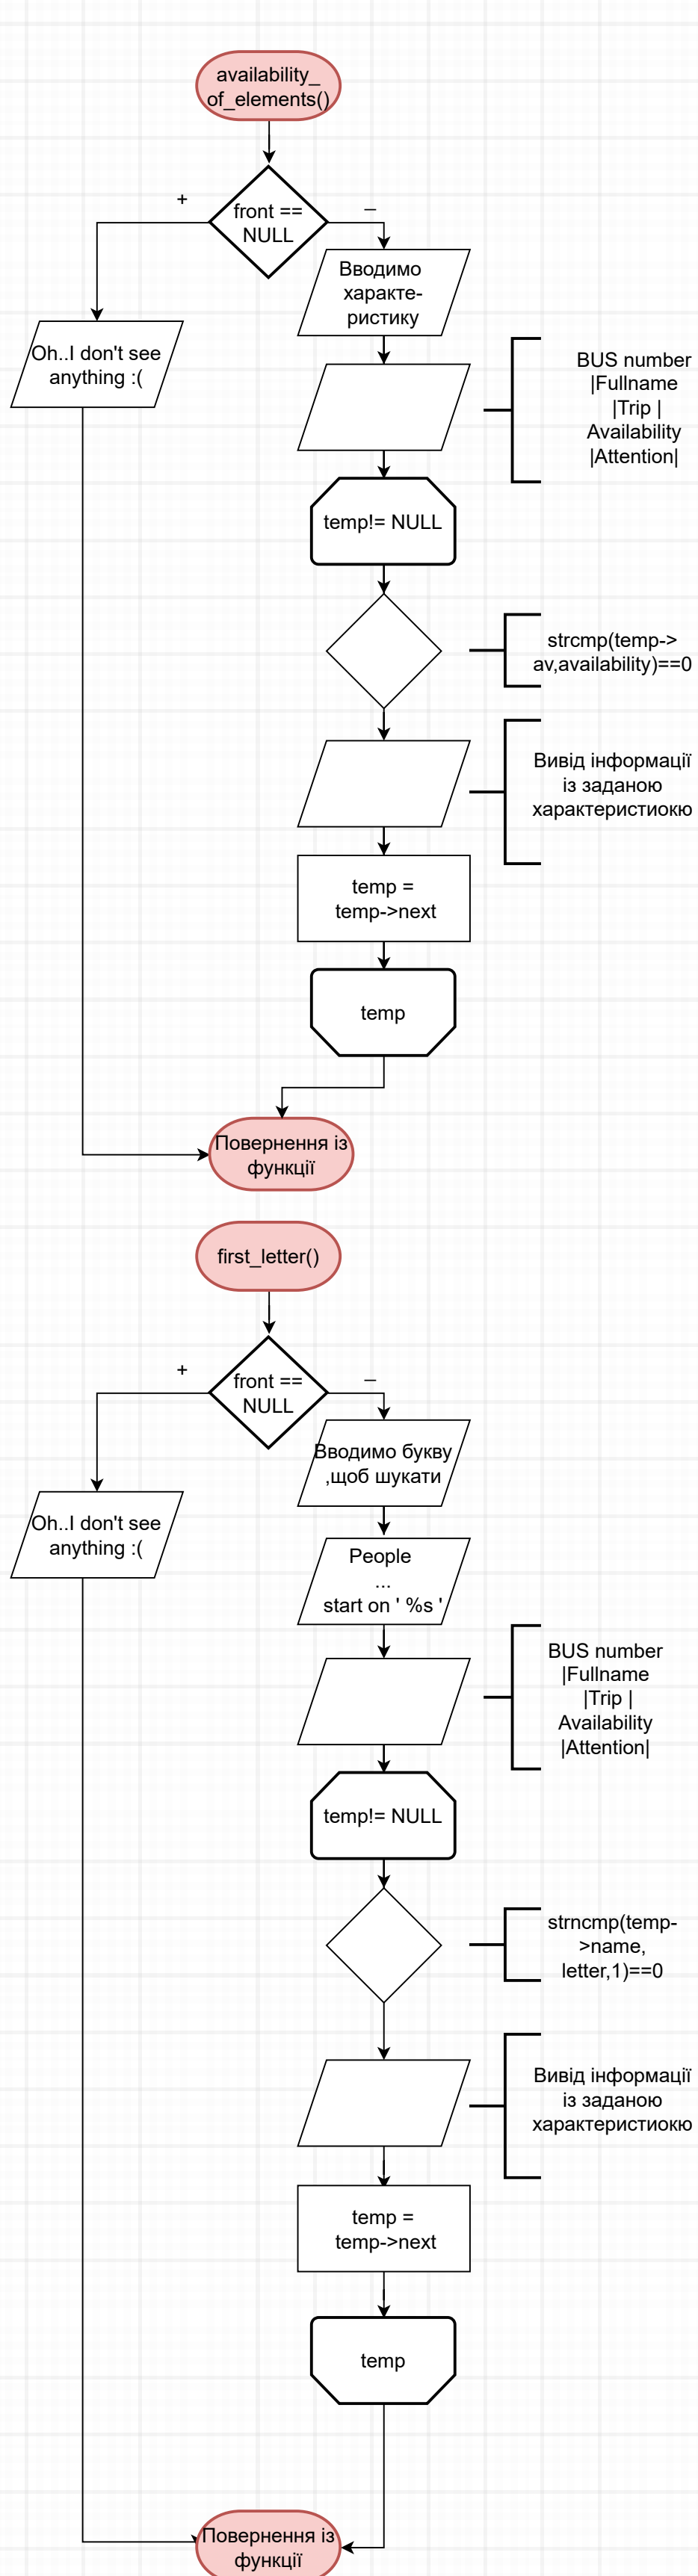 availability_
of_elements()
+
_
front ==
NULL
Вводимо
характе-
ристику
Oh..I don't see
anything :(
BUS number
|Fullname
|Trip |
Availability
|Attention|
temp!= NULL
strcmp(temp->
av,availability)==0
Вивід інформації
із заданою
характеристиокю
temp =
temp->next
temp
Повернення із
функції
first_letter()
+
_
front ==
NULL
Вводимо букву
,щоб шукати
Oh..I don't see
anything :(
People
...
start on ' %s '
BUS number
|Fullname
|Trip |
Availability
|Attention|
temp!= NULL
strncmp(temp-
>name,
letter,1)==0
Вивід інформації
із заданою
характеристиокю
temp =
temp->next
temp
Повернення із
функції